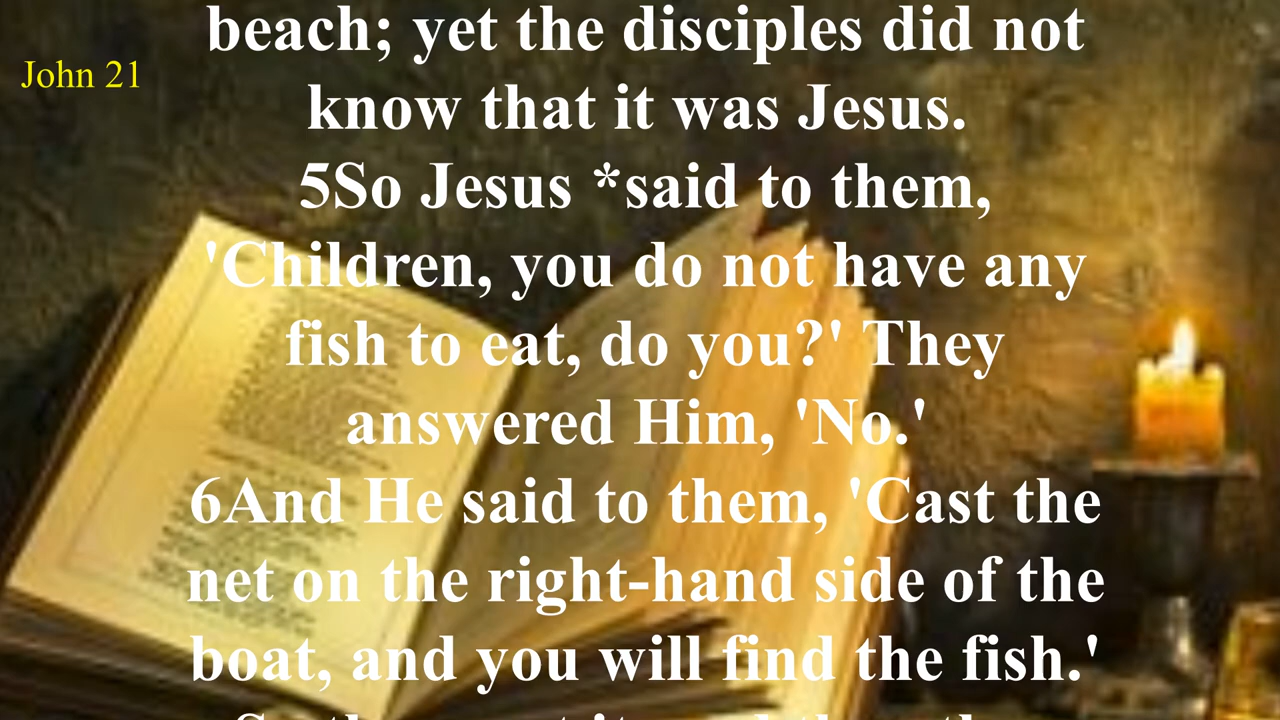 beach; yet the disciples did not
John 21
know that it was Jesus.
5So Jesus *said to them,
'Children, you do not have any
fish to eat, do you?' They
answered Him, 'No.'
6And He said to them, 'Cast the
net on the right-hand side of the
boat, and you will find the fish.'